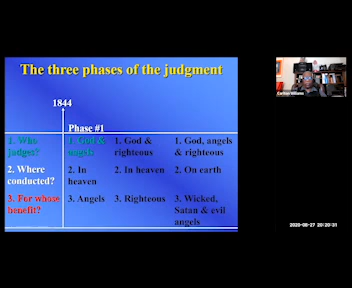 The three phases of the judgment
1844
Phase #1
1. Who judges?
1. God & angels
1. God & righteous
1. God, angels & righteous
2. Where conducted?
2. In heaven
2. In heaven
2. On earth
3. For whose benefit?
3. Angels
3. Righteous
3. Wicked, Satan & evil angels
2020-08-27 20:20:31